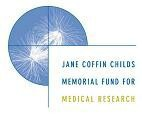 JANE COFFIN CHILDS
MEMORIAL FUND FOR
MEDICAL RESEARCH